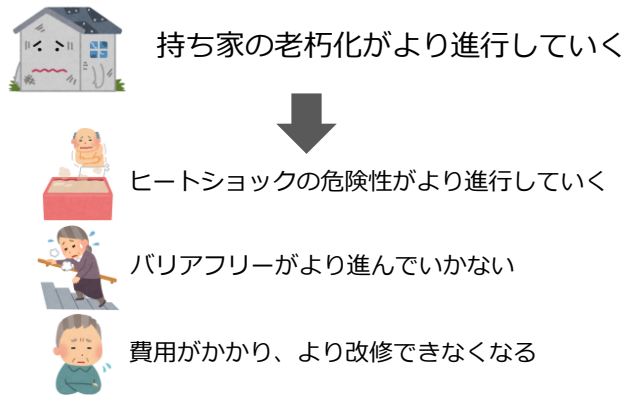 持ち家の老朽化がより進行していく
ヒートショックの危険性がより進行していく
バリアフリーがより進んでいかない
費用がかかり、より改修できなくなる